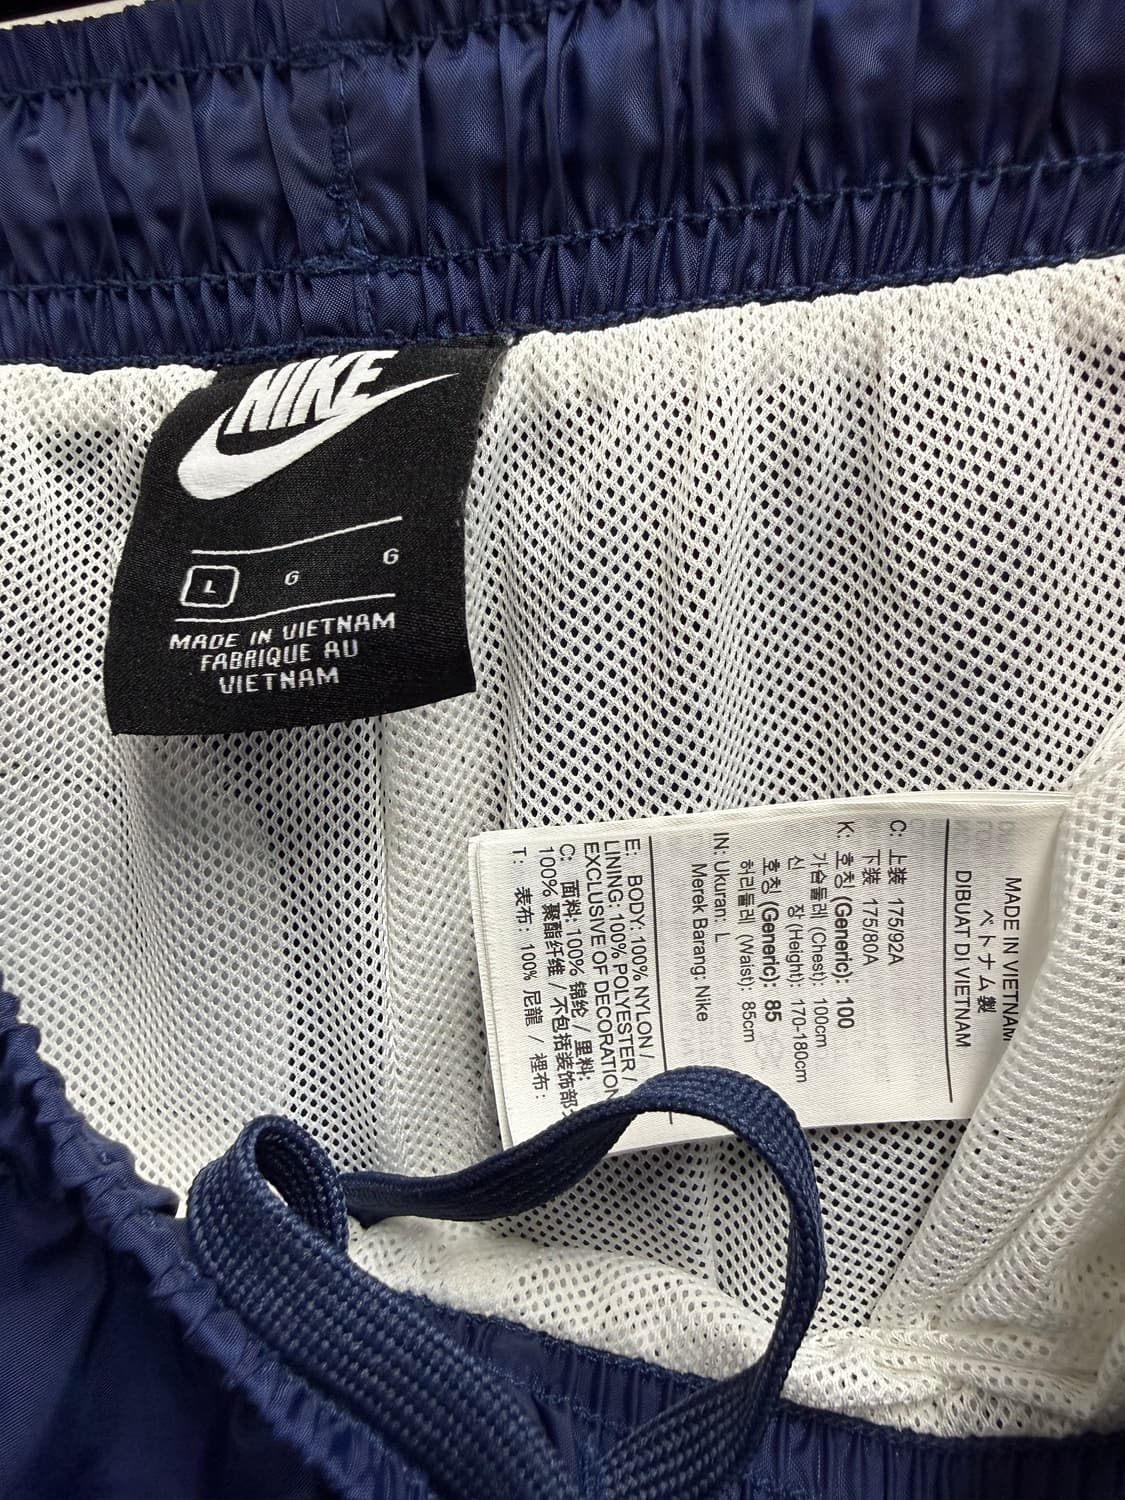 NIKE
L G G
MADE IN VIETNAM
FABRIQUE AU
VIETNAM
MADE IN VIETNAM
ベトナム製
DIBUAT DI VIETNAM
C: 上装 175/92A
下装 175/80A
K: 호칭 (Generic): 100
가슴둘레 (Chest): 100cm
신 장 (Height): 170-180cm
호칭 (Generic): 85
허리둘레 (Waist): 85cm
IN: Ukuran: L
Merek Barang: Nike
E: BODY: 100% NYLON /
LINING: 100% POLYESTER /
EXCLUSIVE OF DECORATION
C: 面料: 100% 锦纶 / 里料:
100% 聚酯纤维 / 不包括装饰部
T: 表布: 100% 尼龍 / 裡布: